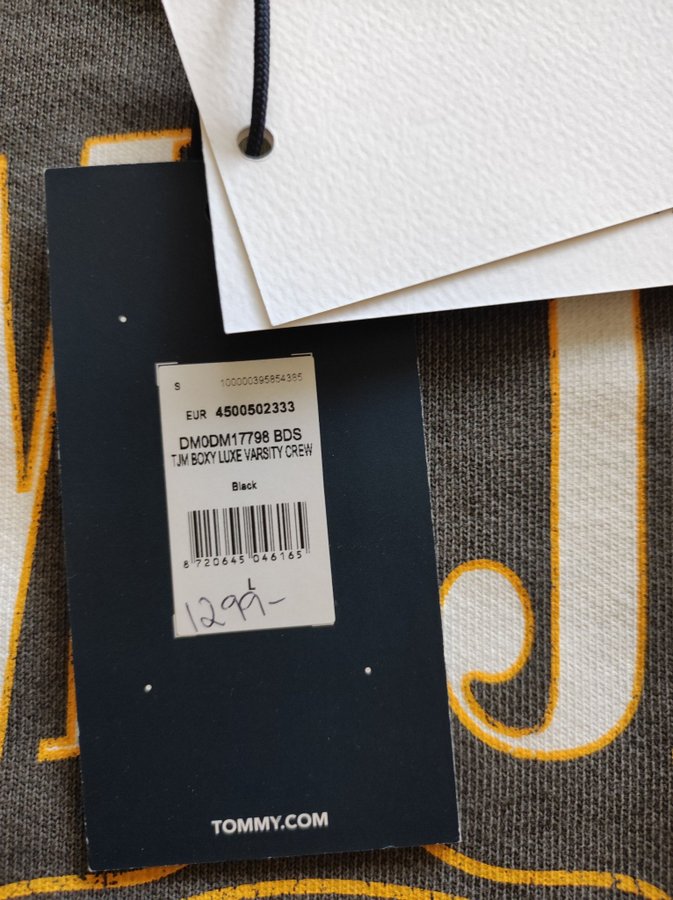 S 100000395854385
EUR 4500502333
DM0DM17798 BDS
TJM BOXY LUXE VARSITY CREW
Black
8 720645 046165
L
1299-
TOMMY.COM
J